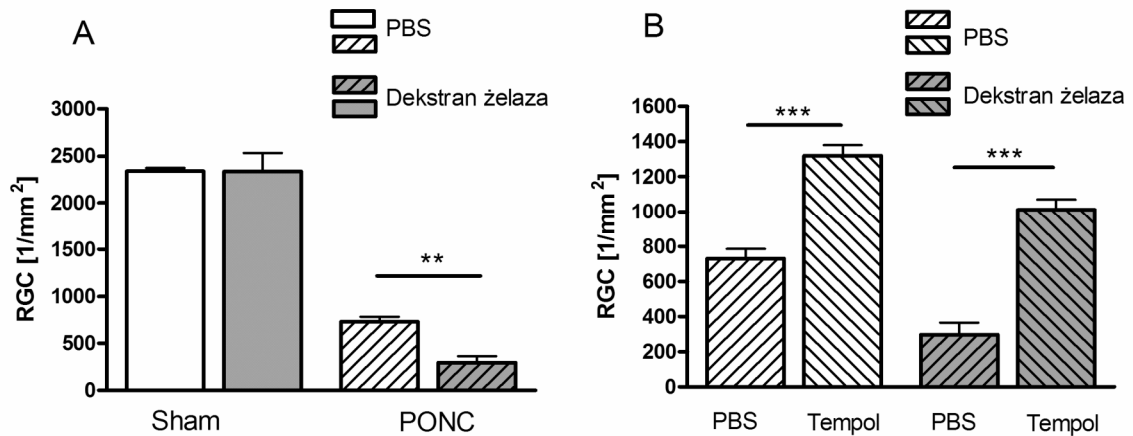 A
PBS
Dekstran żelaza
RGC [1/mm²]
3000
2500
2000
1500
1000
500
0
**
Sham PONC
B
PBS
Dekstran żelaza
RGC [1/mm²]
1600
1400
1200
1000
800
600
400
200
0
***
***
PBS Tempol PBS Tempol